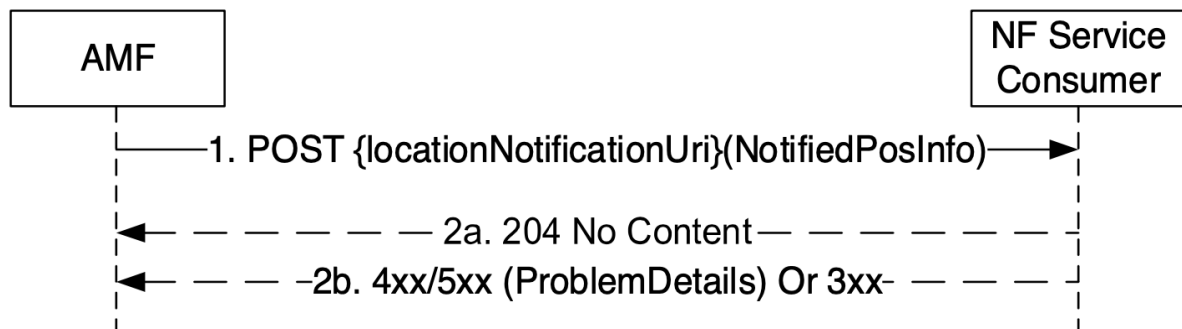 AMF
NF Service
Consumer
1. POST {locationNotificationUri}(NotifiedPosInfo)
2a. 204 No Content
2b. 4xx/5xx (ProblemDetails) Or 3xx